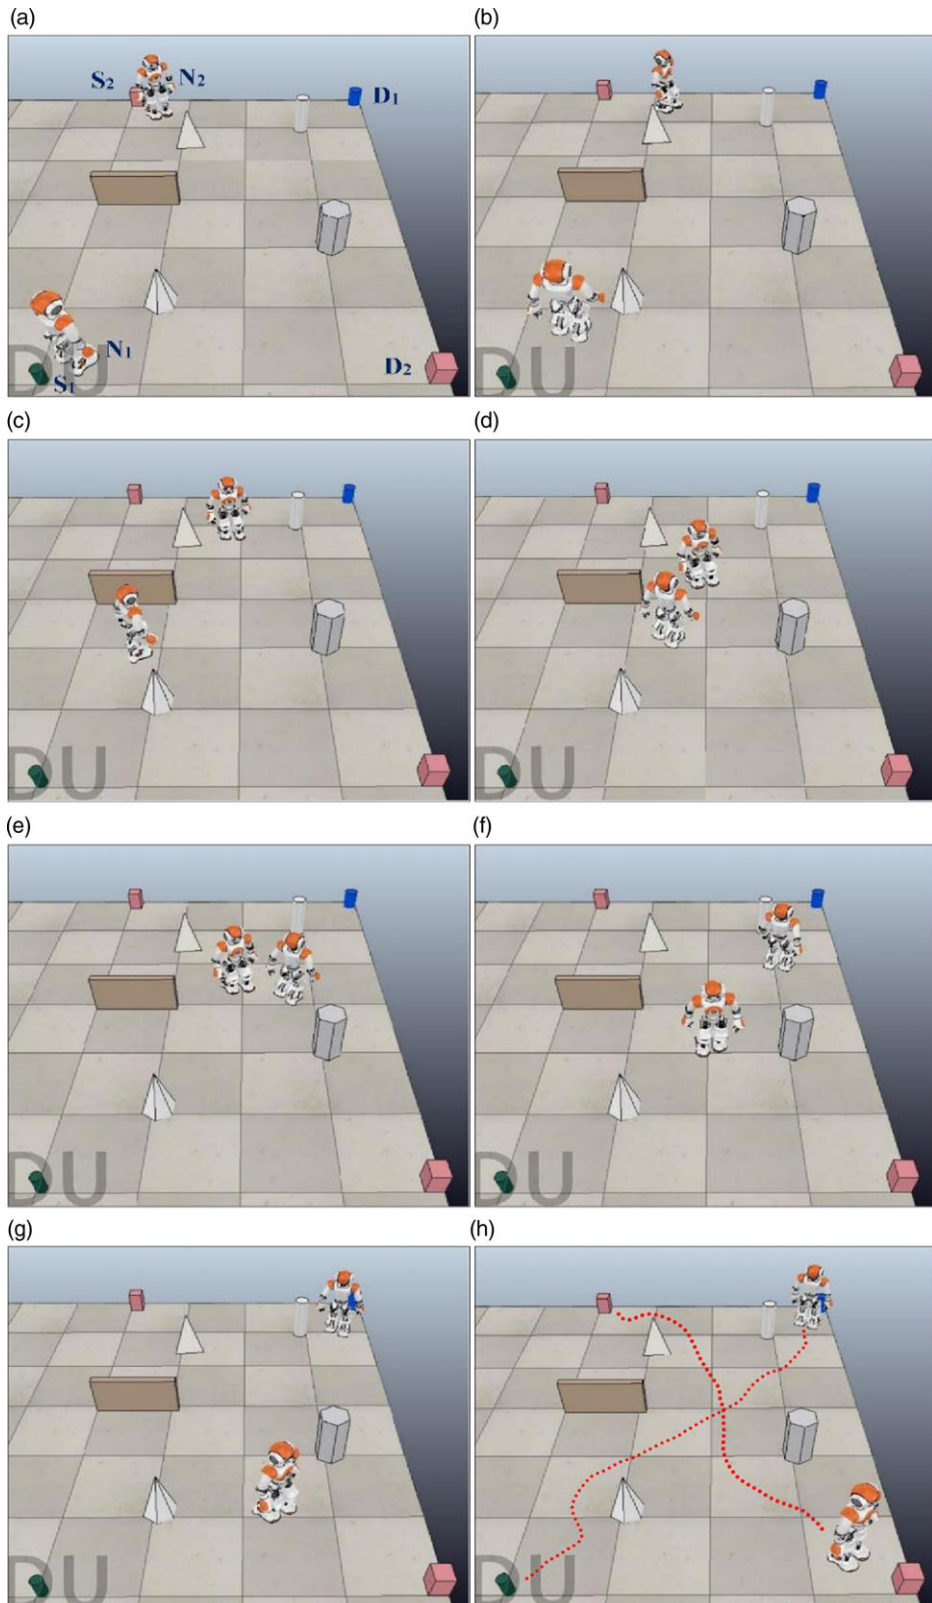 (a)
(b)
S2 N2 D1
N1 D2
S1
DU
DU
(c)
(d)
DU
DU
(e)
(f)
DU
DU
(g)
(h)
DU
DU